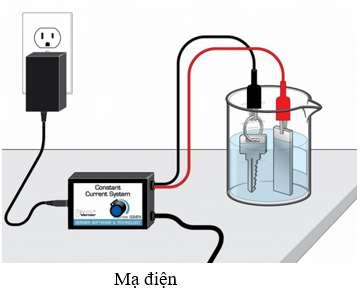 Constant
Current System
Vernier
Mạ điện